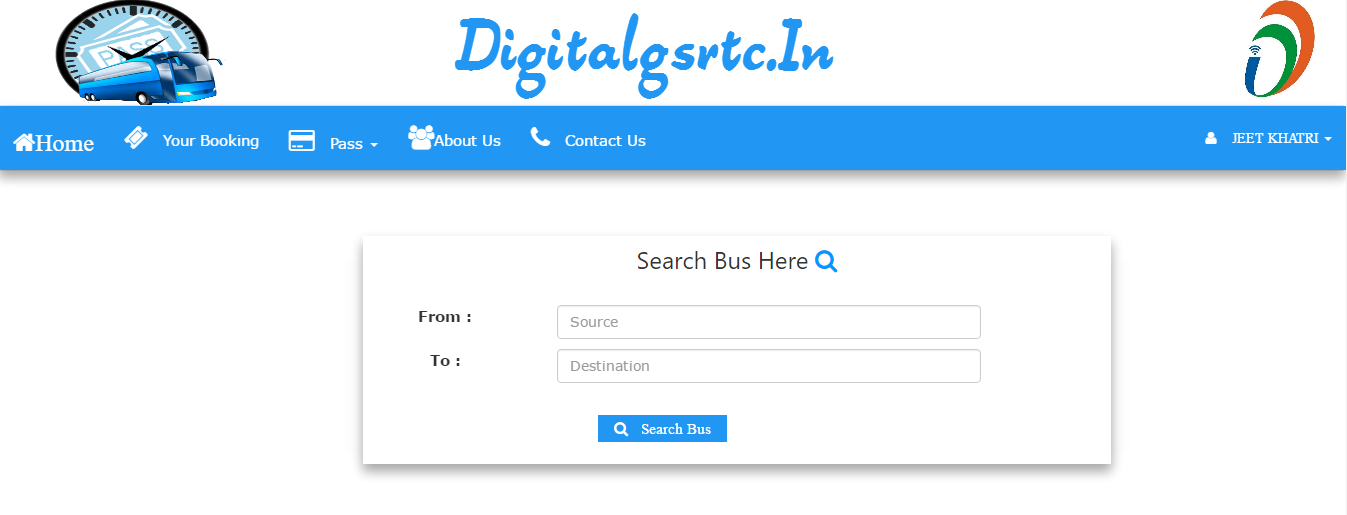 PASS
Digitalgsrtc.In
Home Your Booking Pass About Us Contact Us JEET KHATRI
Search Bus Here
From : Source
To : Destination
Search Bus